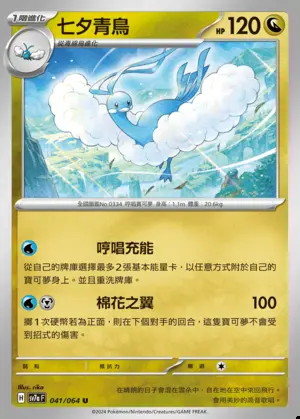 1階進化
七夕青鳥
HP 120
從青綿鳥進化
全國圖鑑No.0334 哼唱寶可夢 身高：1.1m 體重：20.6kg
哼唱充能
從自己的牌庫選擇最多2張基本能量卡，以任意方式附於自己的
寶可夢身上。並且重洗牌庫。
棉花之翼 100
擲1次硬幣若為正面，則在下個對手的回合，這隻寶可夢不會受
到招式的傷害。
弱點 抵抗力 撤退
Illus. rika
H sv7a F 041/064 U
在晴朗的日子會混在雲朵中，自由自在地在空中來回飛行，
會用美妙的高音歌唱。
©2024 Pokémon/Nintendo/Creatures/GAME FREAK.